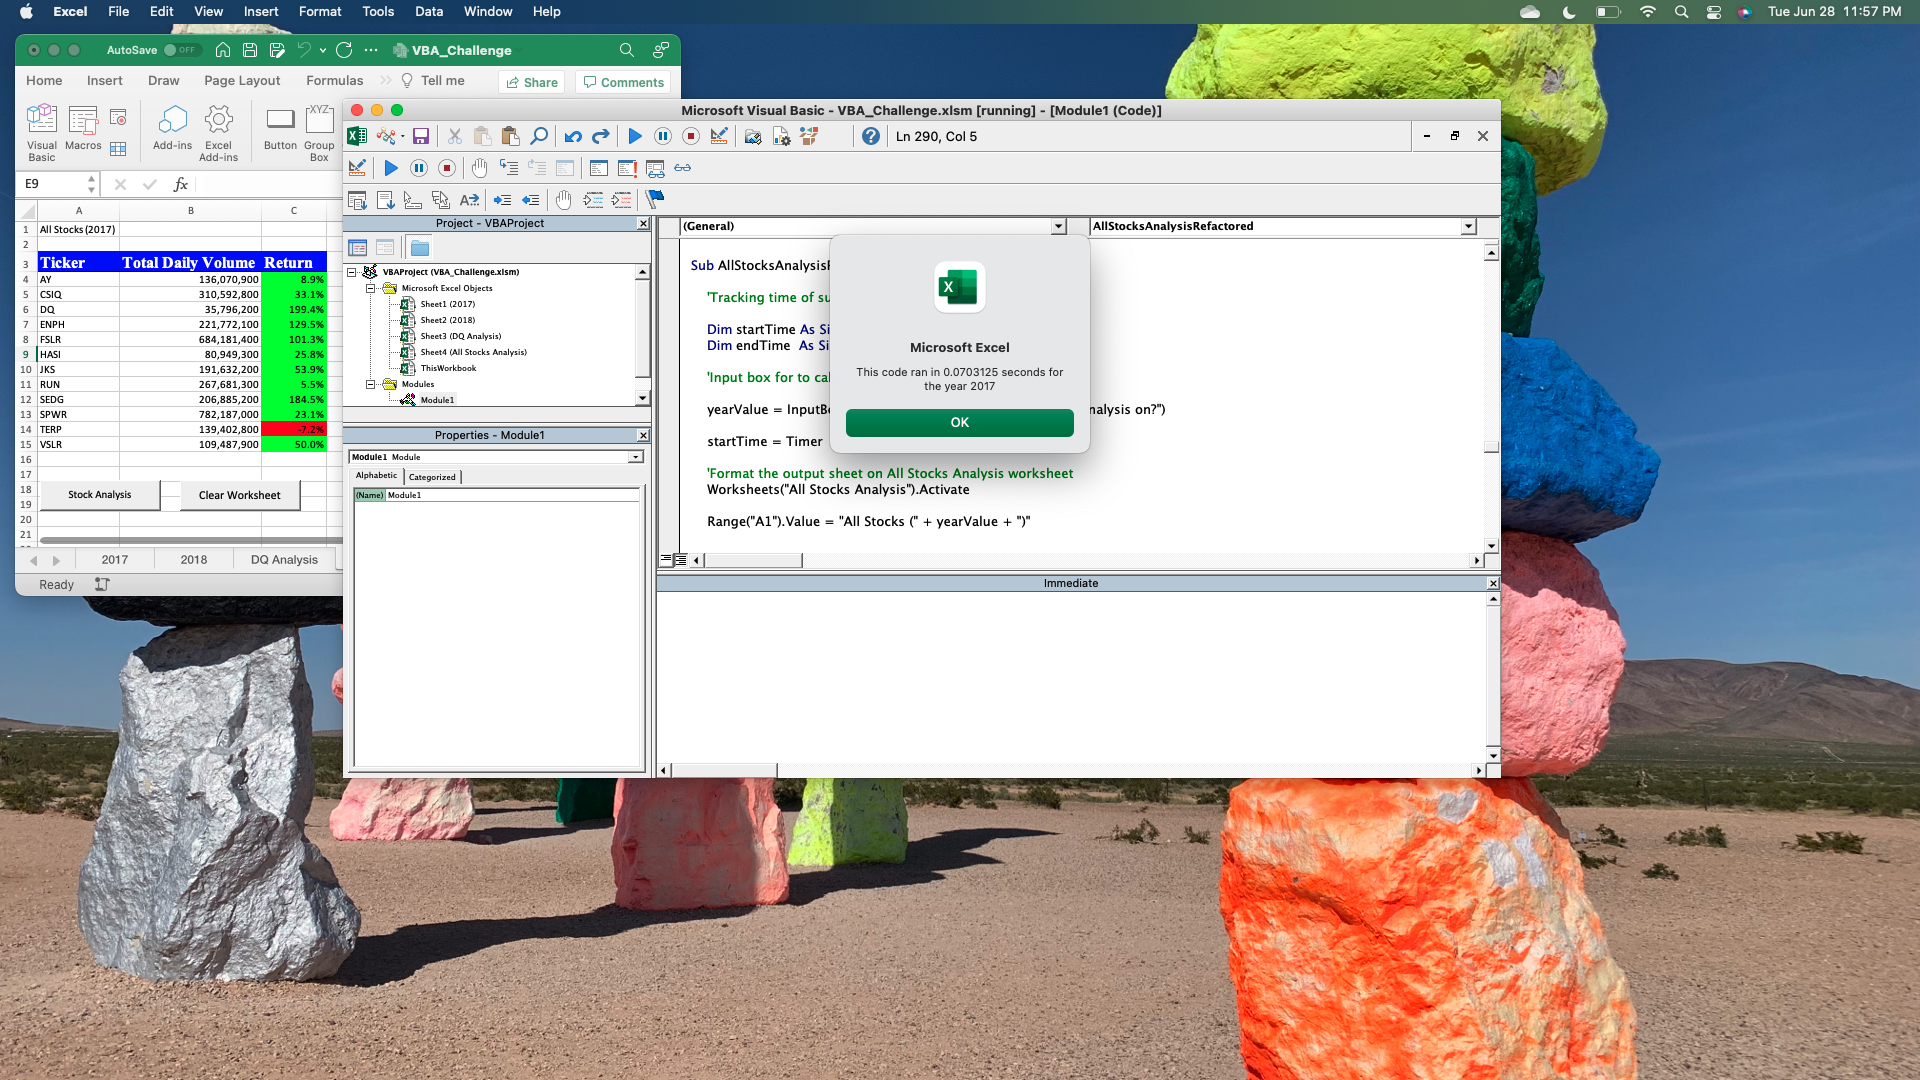 Excel File Edit View Insert Format Tools Data Window Help
Tue Jun 28 11:57 PM
AutoSave OFF
VBA_Challenge
Home Insert Draw Page Layout Formulas Tell me Share Comments
Visual Basic
Macros
Add-ins
Excel Add-ins
Button
Group Box
XYZ
E9
fx
A B C
1 All Stocks (2017)
2
3 Ticker Total Daily Volume Return
4 AY 136,070,900 8.9%
5 CSIQ 310,592,800 33.1%
6 DQ 35,796,200 199.4%
7 ENPH 221,772,100 129.5%
8 FSLR 684,181,400 101.3%
9 HASI 80,949,300 25.8%
10 JKS 191,632,200 53.9%
11 RUN 267,681,300 5.5%
12 SEDG 206,885,200 184.5%
13 SPWR 782,187,000 23.1%
14 TERP 139,402,800 -7.2%
15 VSLR 109,487,900 50.0%
16
17
18
19
20
21
Stock Analysis
Clear Worksheet
2017 2018 DQ Analysis
Ready
Microsoft Visual Basic - VBA_Challenge.xlsm [running] - [Module1 (Code)]
Ln 290, Col 5
Project - VBAProject
VBAProject (VBA_Challenge.xlsm)
Microsoft Excel Objects
Sheet1 (2017)
Sheet2 (2018)
Sheet3 (DQ Analysis)
Sheet4 (All Stocks Analysis)
ThisWorkbook
Modules
Module1
Properties - Module1
Module1 Module
Alphabetic Categorized
(Name) Module1
(General)
AllStocksAnalysisRefactored
Sub AllStocksAnalysis
'Tracking time of su
Dim startTime As Si
Dim endTime As Si
'Input box for to cal
yearValue = InputB nalysis on?")
startTime = Timer
'Format the output sheet on All Stocks Analysis worksheet
Worksheets("All Stocks Analysis").Activate
Range("A1").Value = "All Stocks (" + yearValue + ")"
Microsoft Excel
This code ran in 0.0703125 seconds for
the year 2017
OK
Immediate